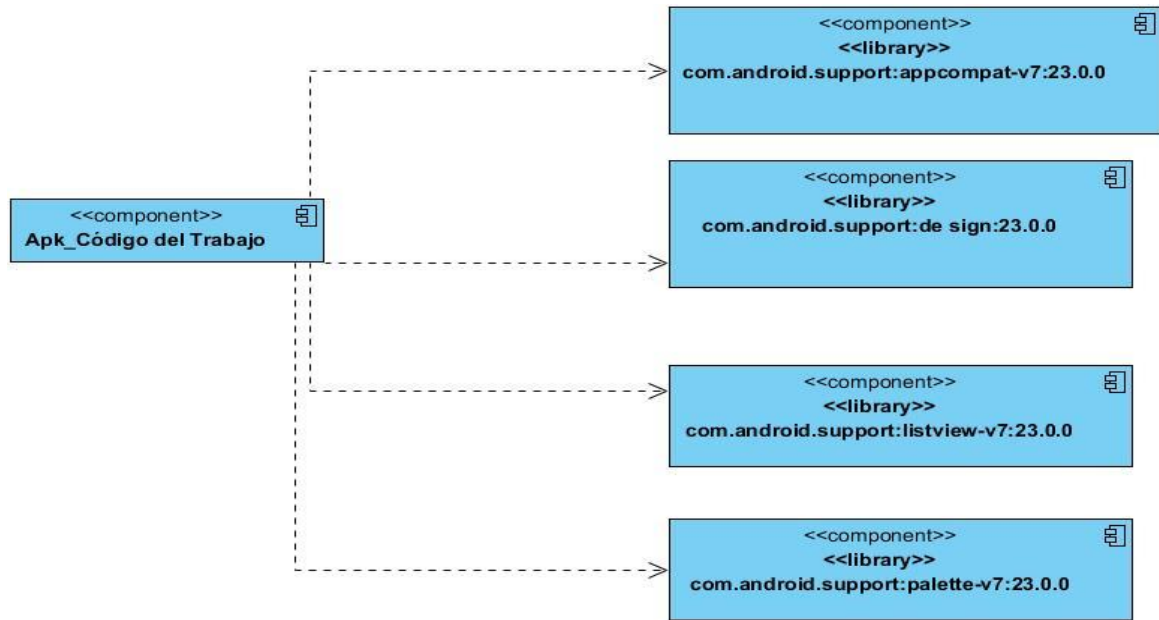 <<component>>
<<library>>
com.android.support:appcompat-v7:23.0.0
<<component>>
<<library>>
com.android.support:de sign:23.0.0
<<component>>
Apk_Código del Trabajo
<<component>>
<<library>>
com.android.support:listview-v7:23.0.0
<<component>>
<<library>>
com.android.support:palette-v7:23.0.0